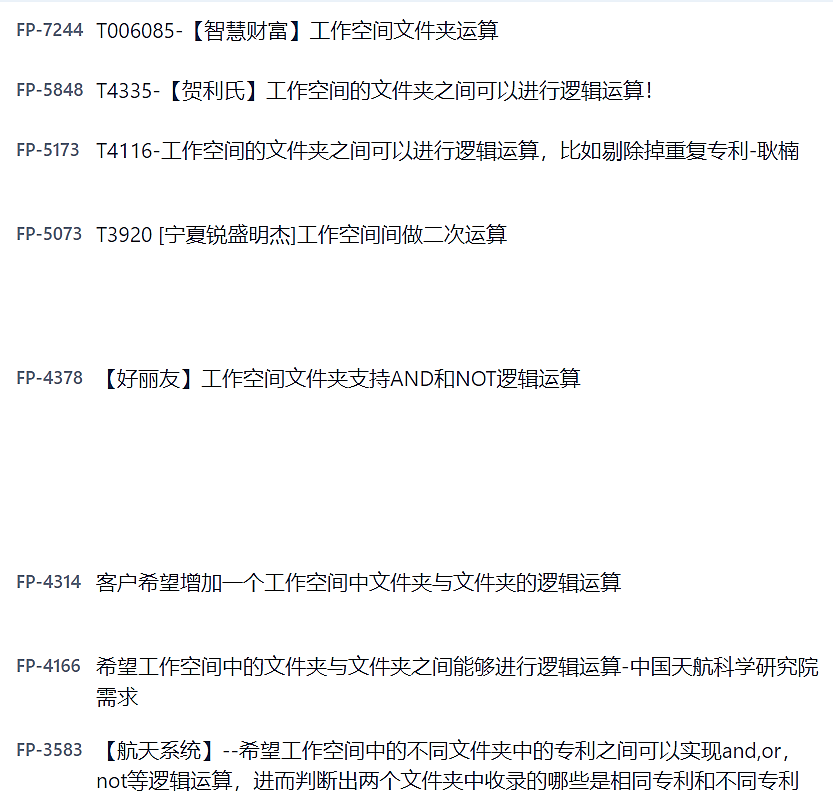 FP-7244 T006085-【智慧财富】工作空间文件夹运算
FP-5848 T4335-【贺利氏】工作空间的文件夹之间可以进行逻辑运算！
FP-5173 T4116-工作空间的文件夹之间可以进行逻辑运算，比如剔除掉重复专利-耿楠
FP-5073 T3920 [宁夏锐盛明杰]工作空间间做二次运算
FP-4378 【好丽友】工作空间文件夹支持AND和NOT逻辑运算
FP-4314 客户希望增加一个工作空间中文件夹与文件夹的逻辑运算
FP-4166 希望工作空间中的文件夹与文件夹之间能够进行逻辑运算-中国天航科学研究院
需求
FP-3583 【航天系统】--希望工作空间中的不同文件夹中的专利之间可以实现and,or，
not等逻辑运算，进而判断出两个文件夹中收录的哪些是相同专利和不同专利